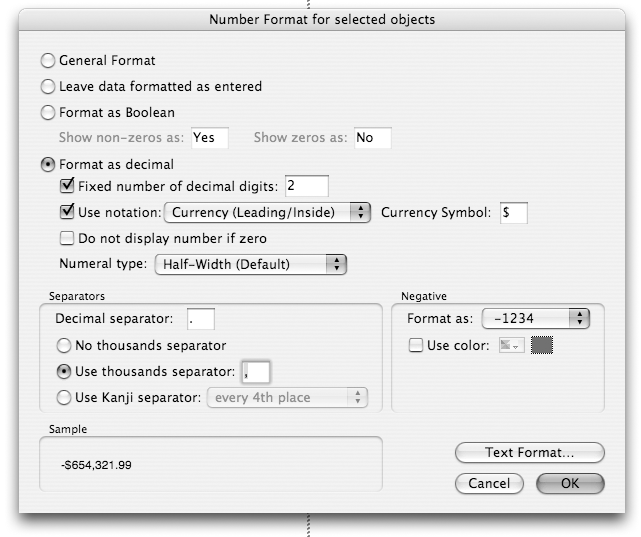 Number Format for selected objects
General Format
Leave data formatted as entered
Format as Boolean
Show non-zeros as: Yes Show zeros as: No
Format as decimal
Fixed number of decimal digits: 2
Use notation: Currency (Leading/Inside) Currency Symbol: $
Do not display number if zero
Numeral type: Half-Width (Default)
Separators
Decimal separator: .
No thousands separator
Use thousands separator: ,
Use Kanji separator: every 4th place
Negative
Format as: -1234
Use color:
Sample
-$654,321.99
Text Format...
Cancel OK